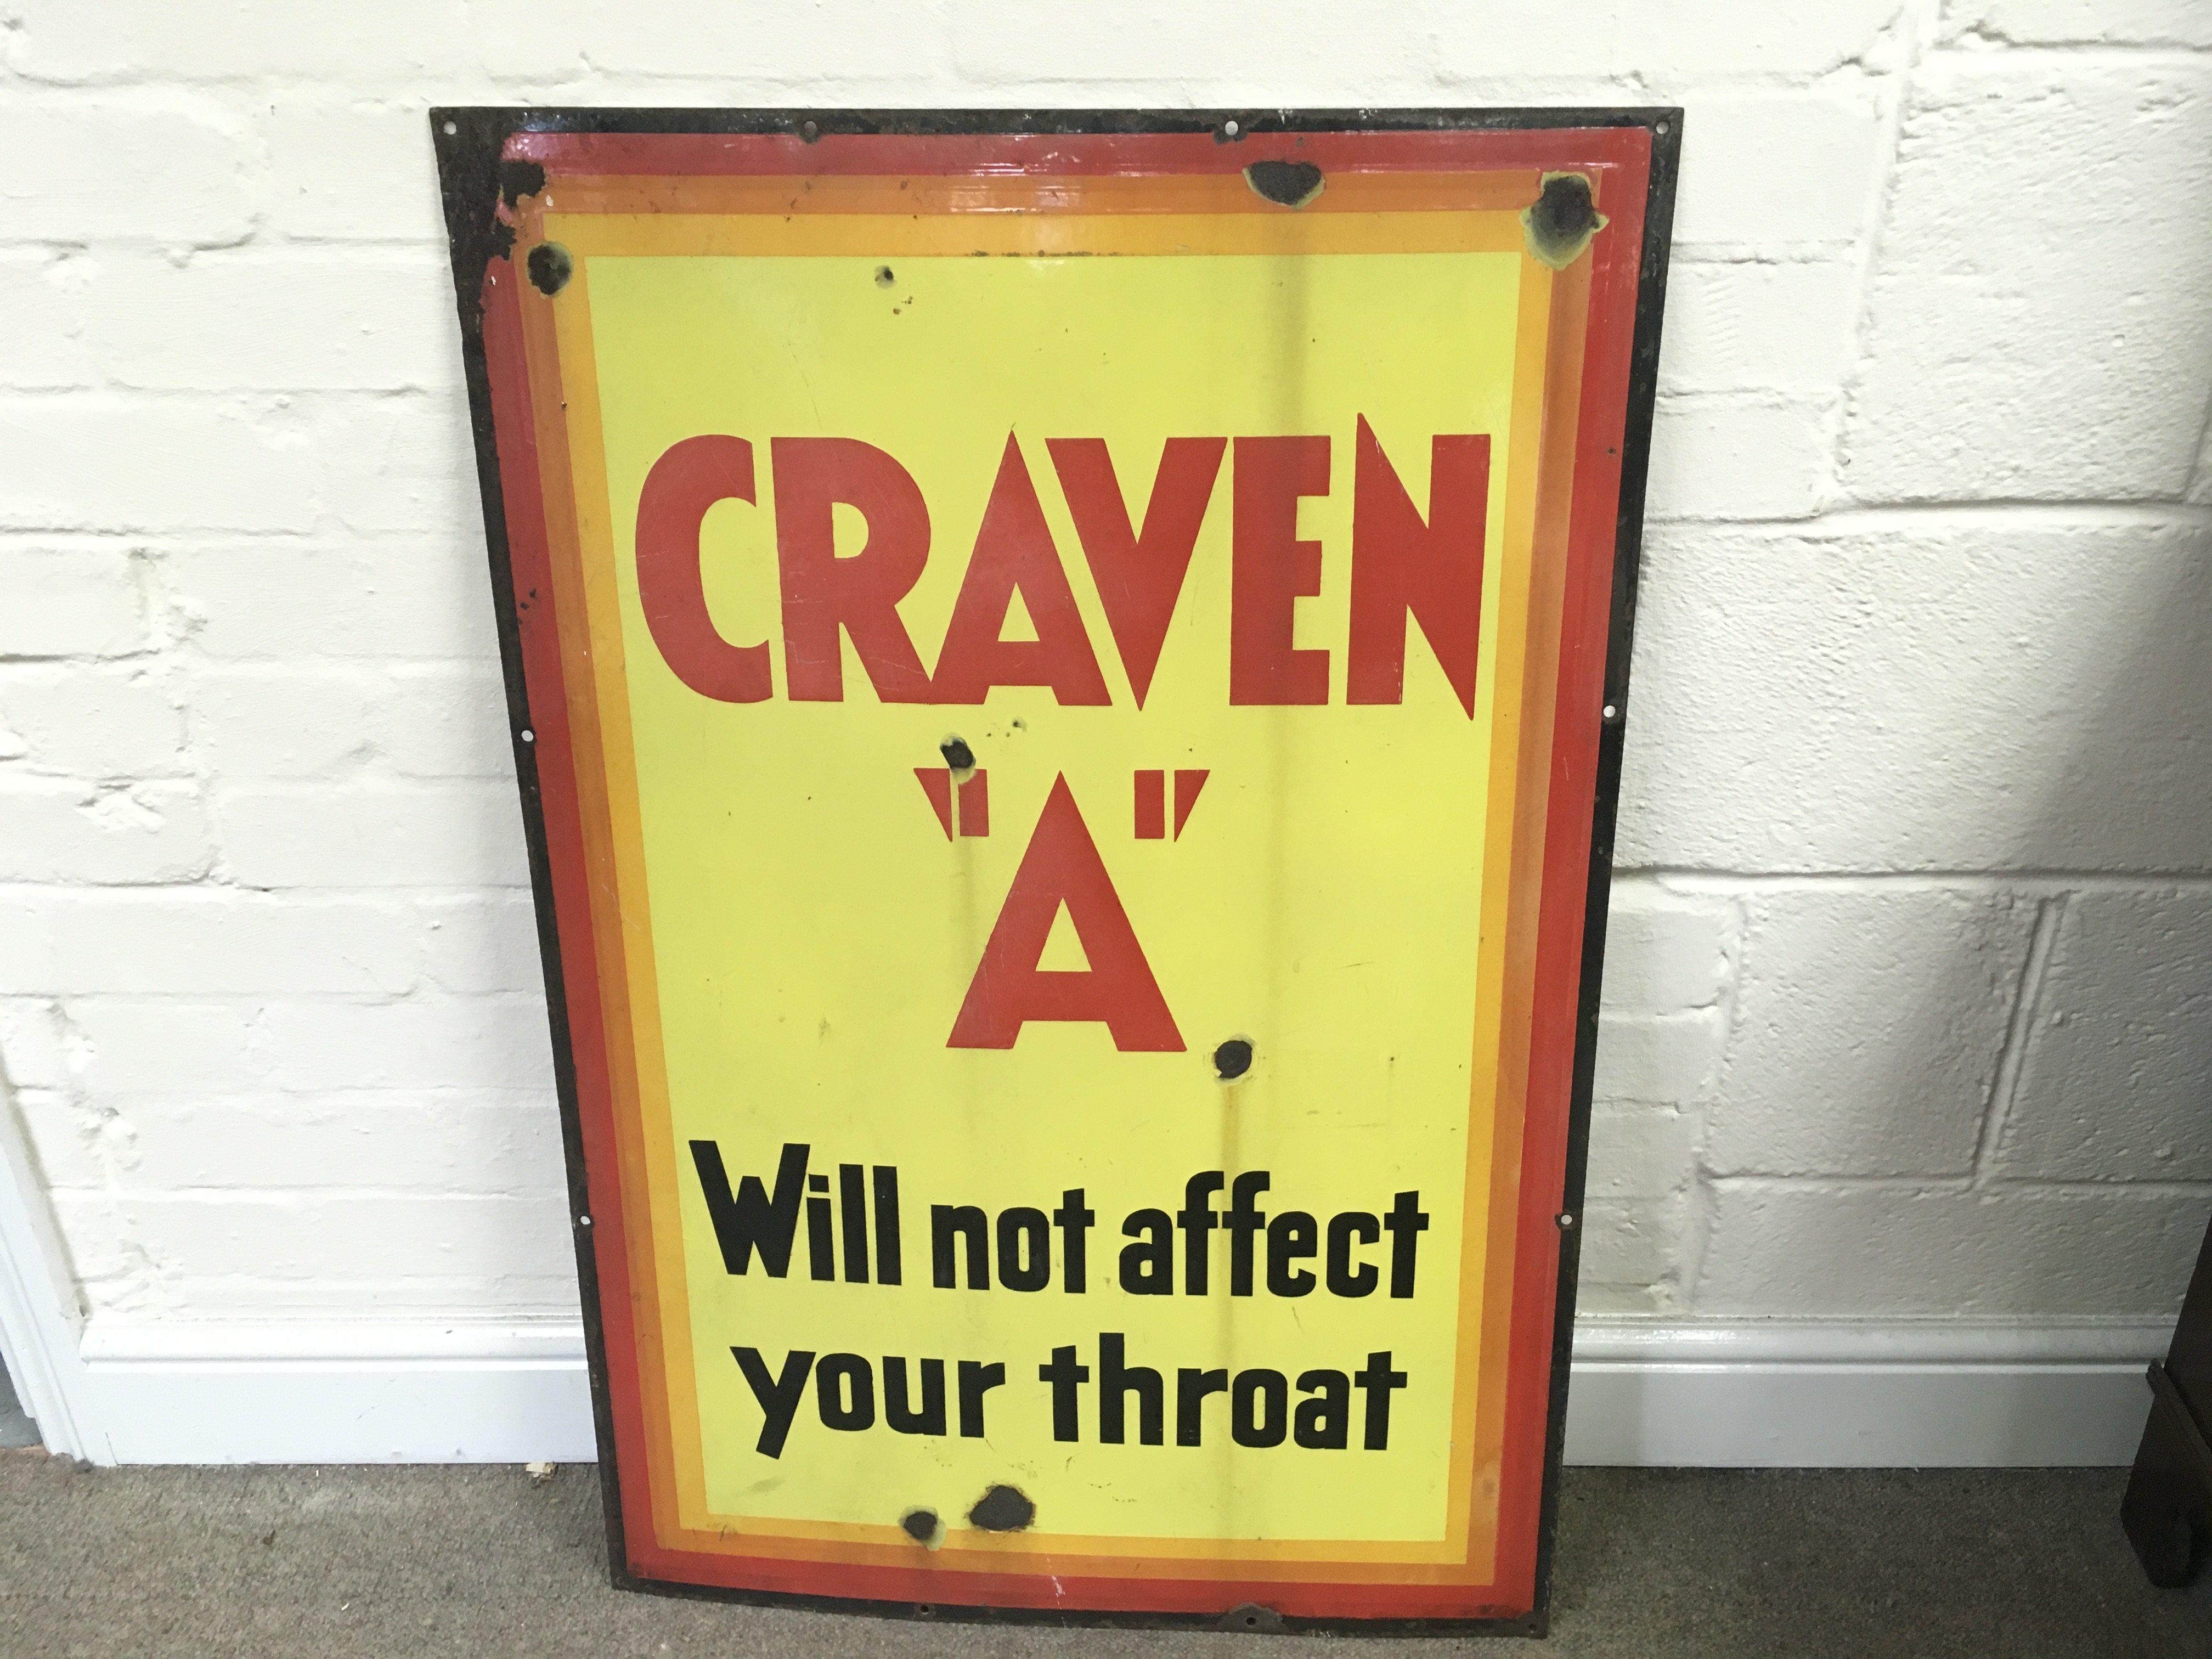 CRAVEN
"A"
Will not affect
your throat